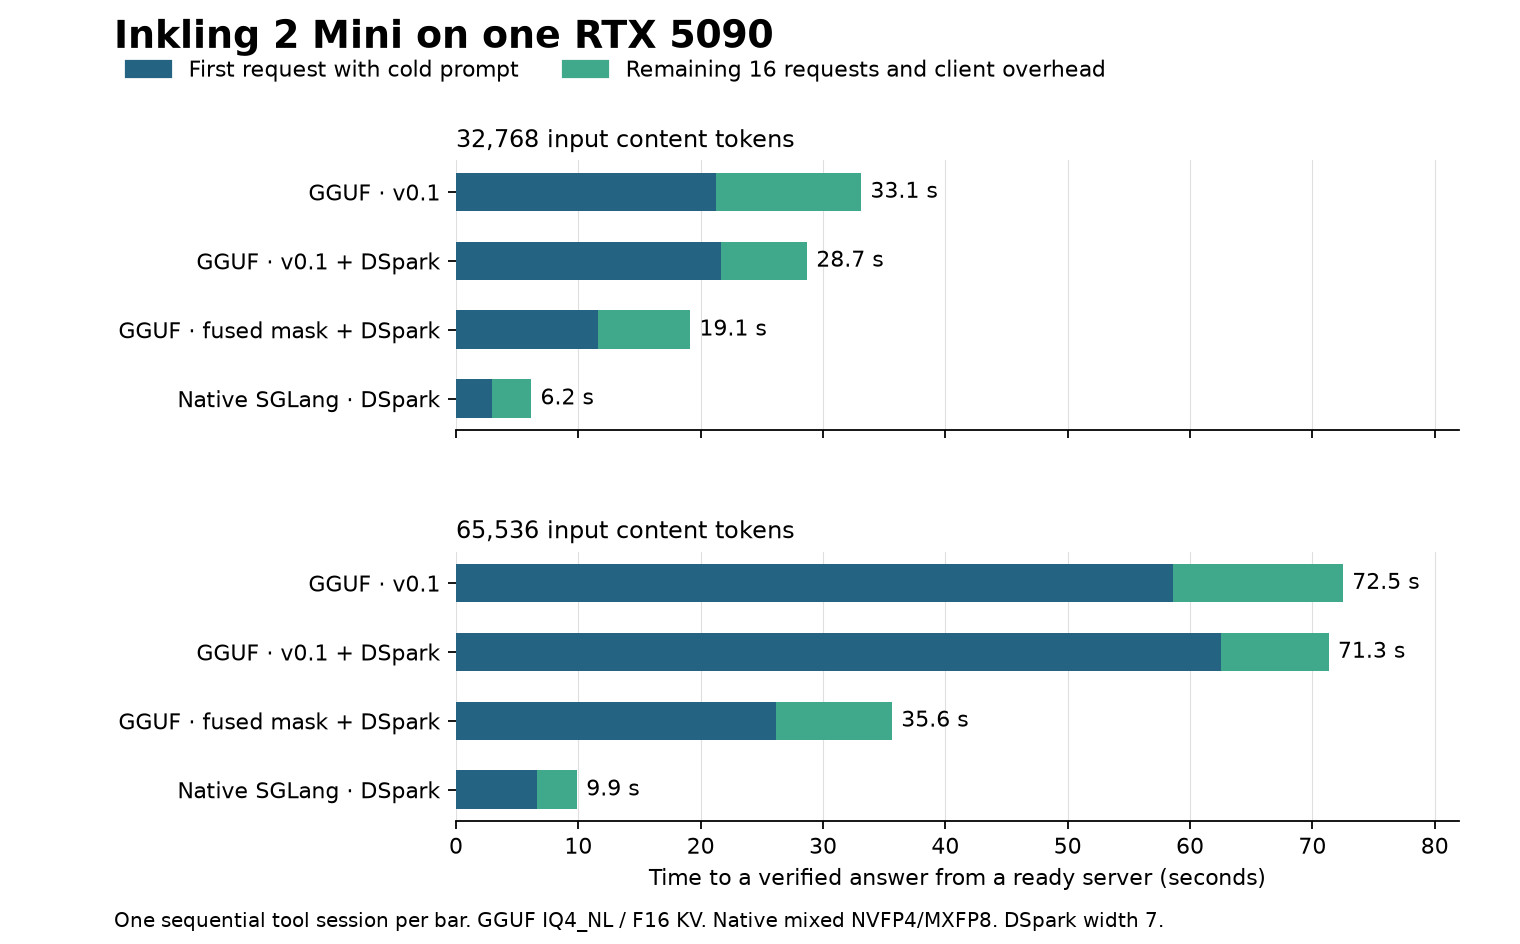 Inkling 2 Mini on one RTX 5090
First request with cold prompt
Remaining 16 requests and client overhead
32,768 input content tokens
GGUF · v0.1
33.1 s
GGUF · v0.1 + DSpark
28.7 s
GGUF · fused mask + DSpark
19.1 s
Native SGLang · DSpark
6.2 s
65,536 input content tokens
GGUF · v0.1
72.5 s
GGUF · v0.1 + DSpark
71.3 s
GGUF · fused mask + DSpark
35.6 s
Native SGLang · DSpark
9.9 s
0 10 20 30 40 50 60 70 80
Time to a verified answer from a ready server (seconds)
One sequential tool session per bar. GGUF IQ4_NL / F16 KV. Native mixed NVFP4/MXFP8. DSpark width 7.